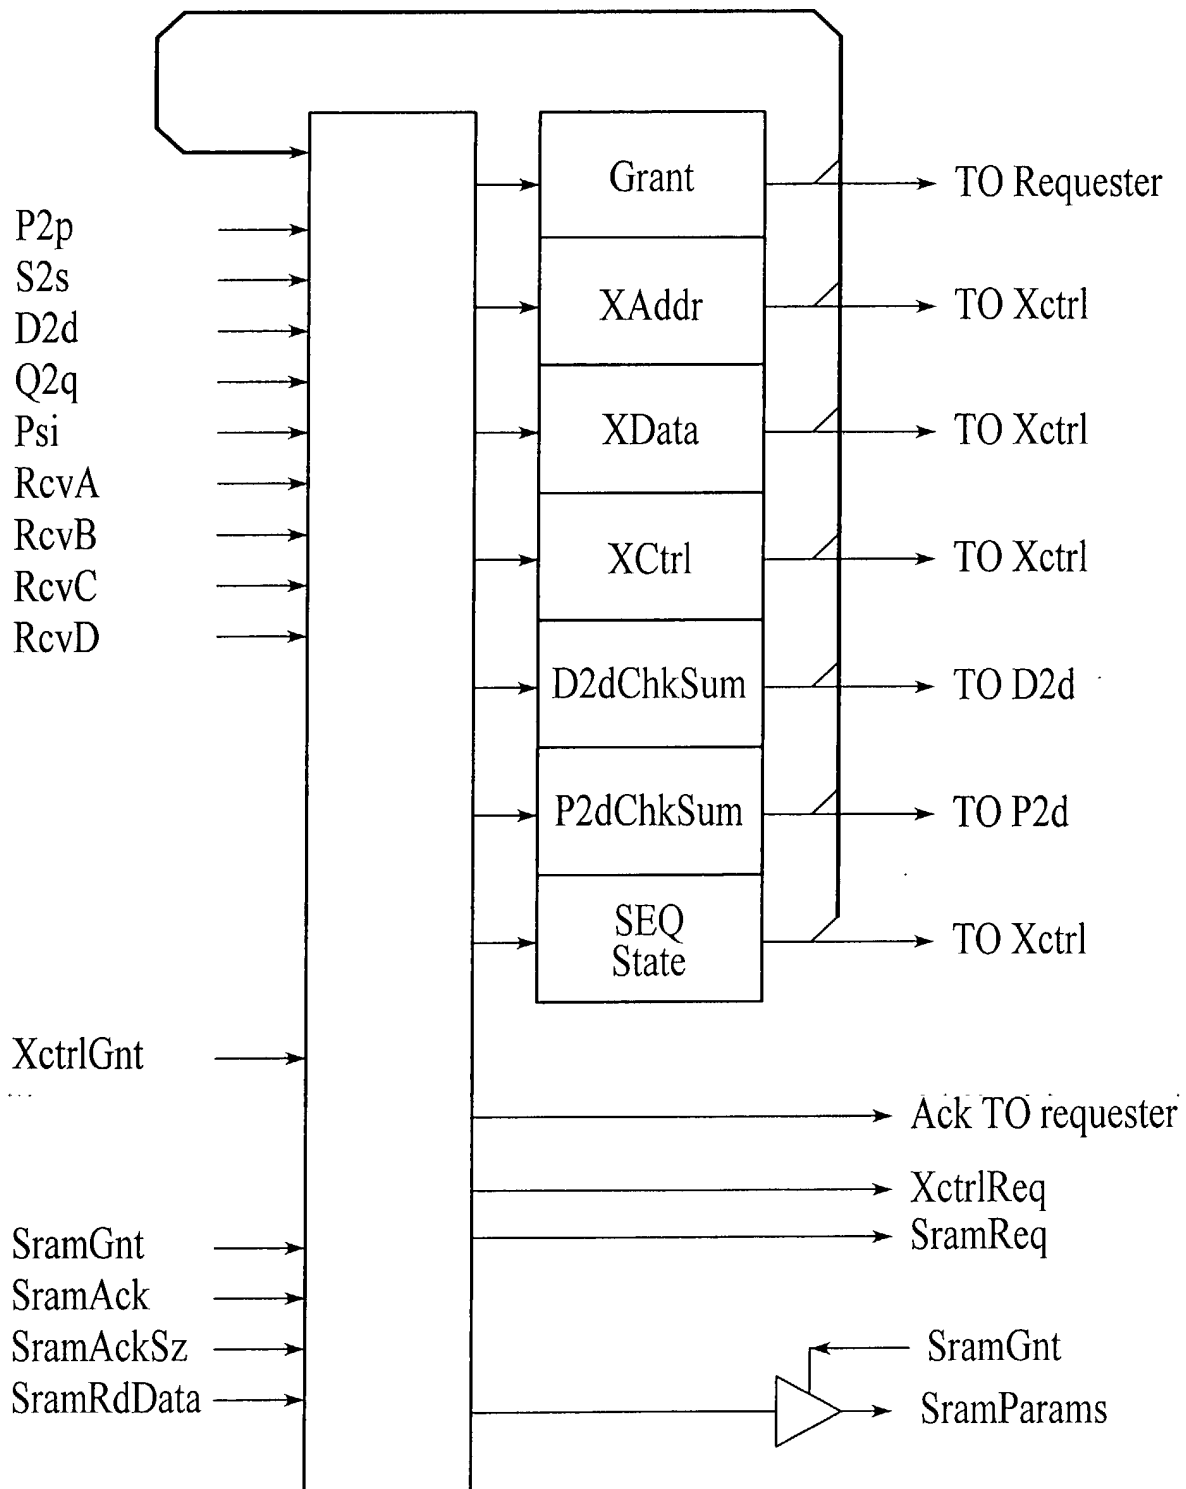 Grant
TO Requester
P2p
S2s
D2d
Q2q
Psi
RcvA
RcvB
RcvC
RcvD
XAddr
TO Xctrl
XData
TO Xctrl
XCtrl
TO Xctrl
D2dChkSum
TO D2d
P2dChkSum
TO P2d
SEQ
State
TO Xctrl
XctrlGnt
Ack TO requester
XctrlReq
SramReq
SramGnt
SramAck
SramAckSz
SramRdData
SramGnt
SramParams